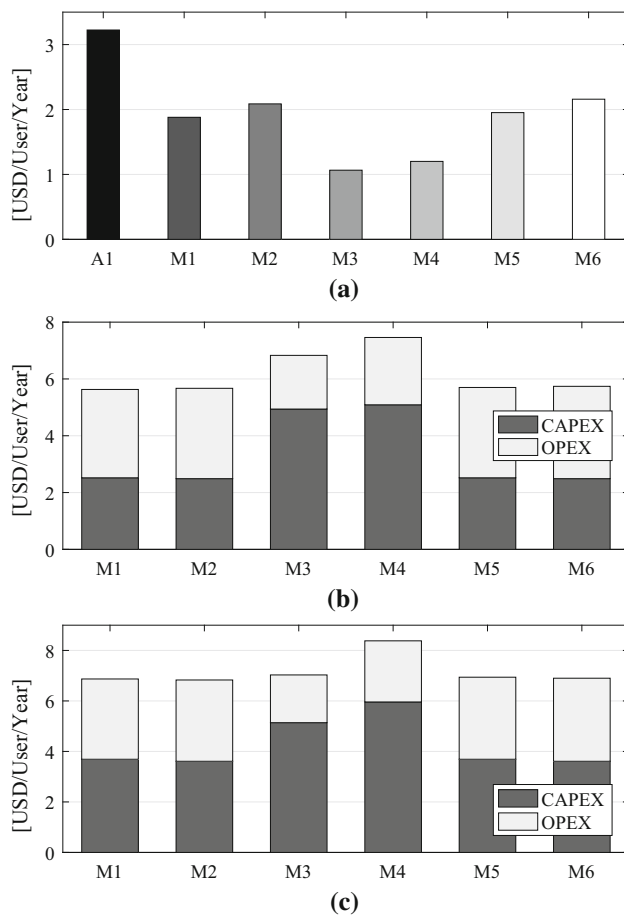 [USD/User/Year]
3
2
1
0
A1 M1 M2 M3 M4 M5 M6
(a)
[USD/User/Year]
8
6
4
2
0
CAPEX
OPEX
M1 M2 M3 M4 M5 M6
(b)
[USD/User/Year]
8
6
4
2
0
CAPEX
OPEX
M1 M2 M3 M4 M5 M6
(c)